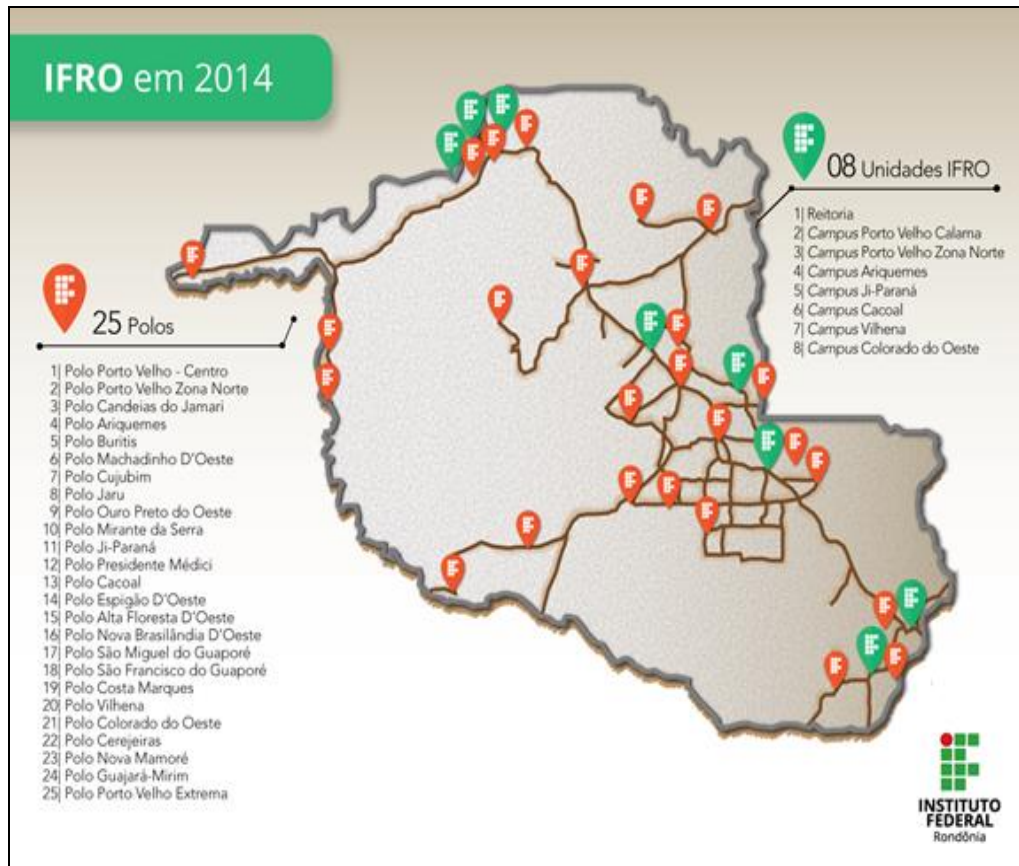 IFRO em 2014
08 Unidades IFRO
1| Reitoria
2| Campus Porto Velho Calama
3| Campus Porto Velho Zona Norte
4| Campus Ariquemes
5| Campus Ji-Paraná
6| Campus Cacoal
7| Campus Vilhena
8| Campus Colorado do Oeste
25 Polos
1| Polo Porto Velho - Centro
2| Polo Porto Velho Zona Norte
3| Polo Candeias do Jamari
4| Polo Ariquemes
5| Polo Buritis
6| Polo Machadinho D'Oeste
7| Polo Cujubim
8| Polo Jaru
9| Polo Ouro Preto do Oeste
10| Polo Mirante da Serra
11| Polo Ji-Paraná
12| Polo Presidente Médici
13| Polo Cacoal
14| Polo Espigão D'Oeste
15| Polo Alta Floresta D'Oeste
16| Polo Nova Brasilândia D'Oeste
17| Polo São Miguel do Guaporé
18| Polo São Francisco do Guaporé
19| Polo Costa Marques
20| Polo Vilhena
21| Polo Colorado do Oeste
22| Polo Cerejeiras
23| Polo Nova Mamoré
24| Polo Guajará-Mirim
25| Polo Porto Velho Extrema
INSTITUTO
FEDERAL
Rondônia